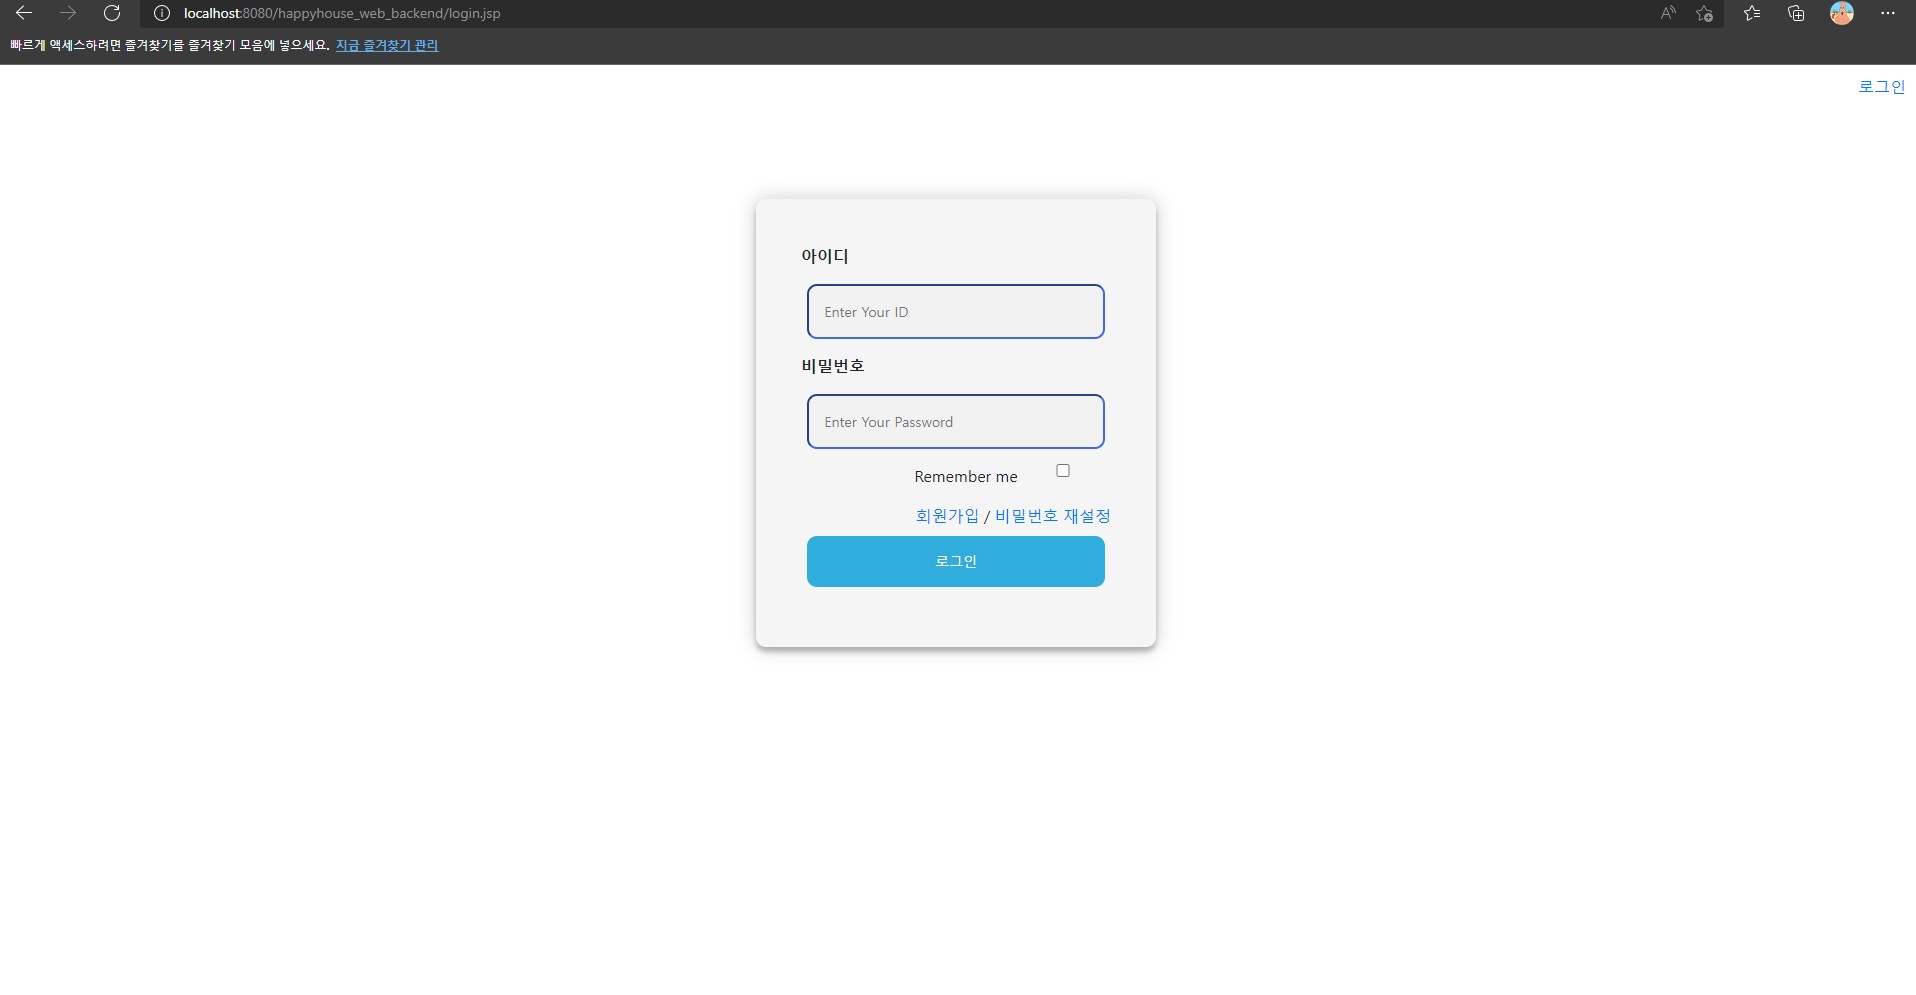 localhost:8080/happyhouse_web_backend/login.jsp
빠르게 액세스하려면 즐겨찾기를 즐겨찾기 모음에 넣으세요. 지금 즐겨찾기 관리
로그인
아이디
Enter Your ID
비밀번호
Enter Your Password
Remember me
회원가입 / 비밀번호 재설정
로그인